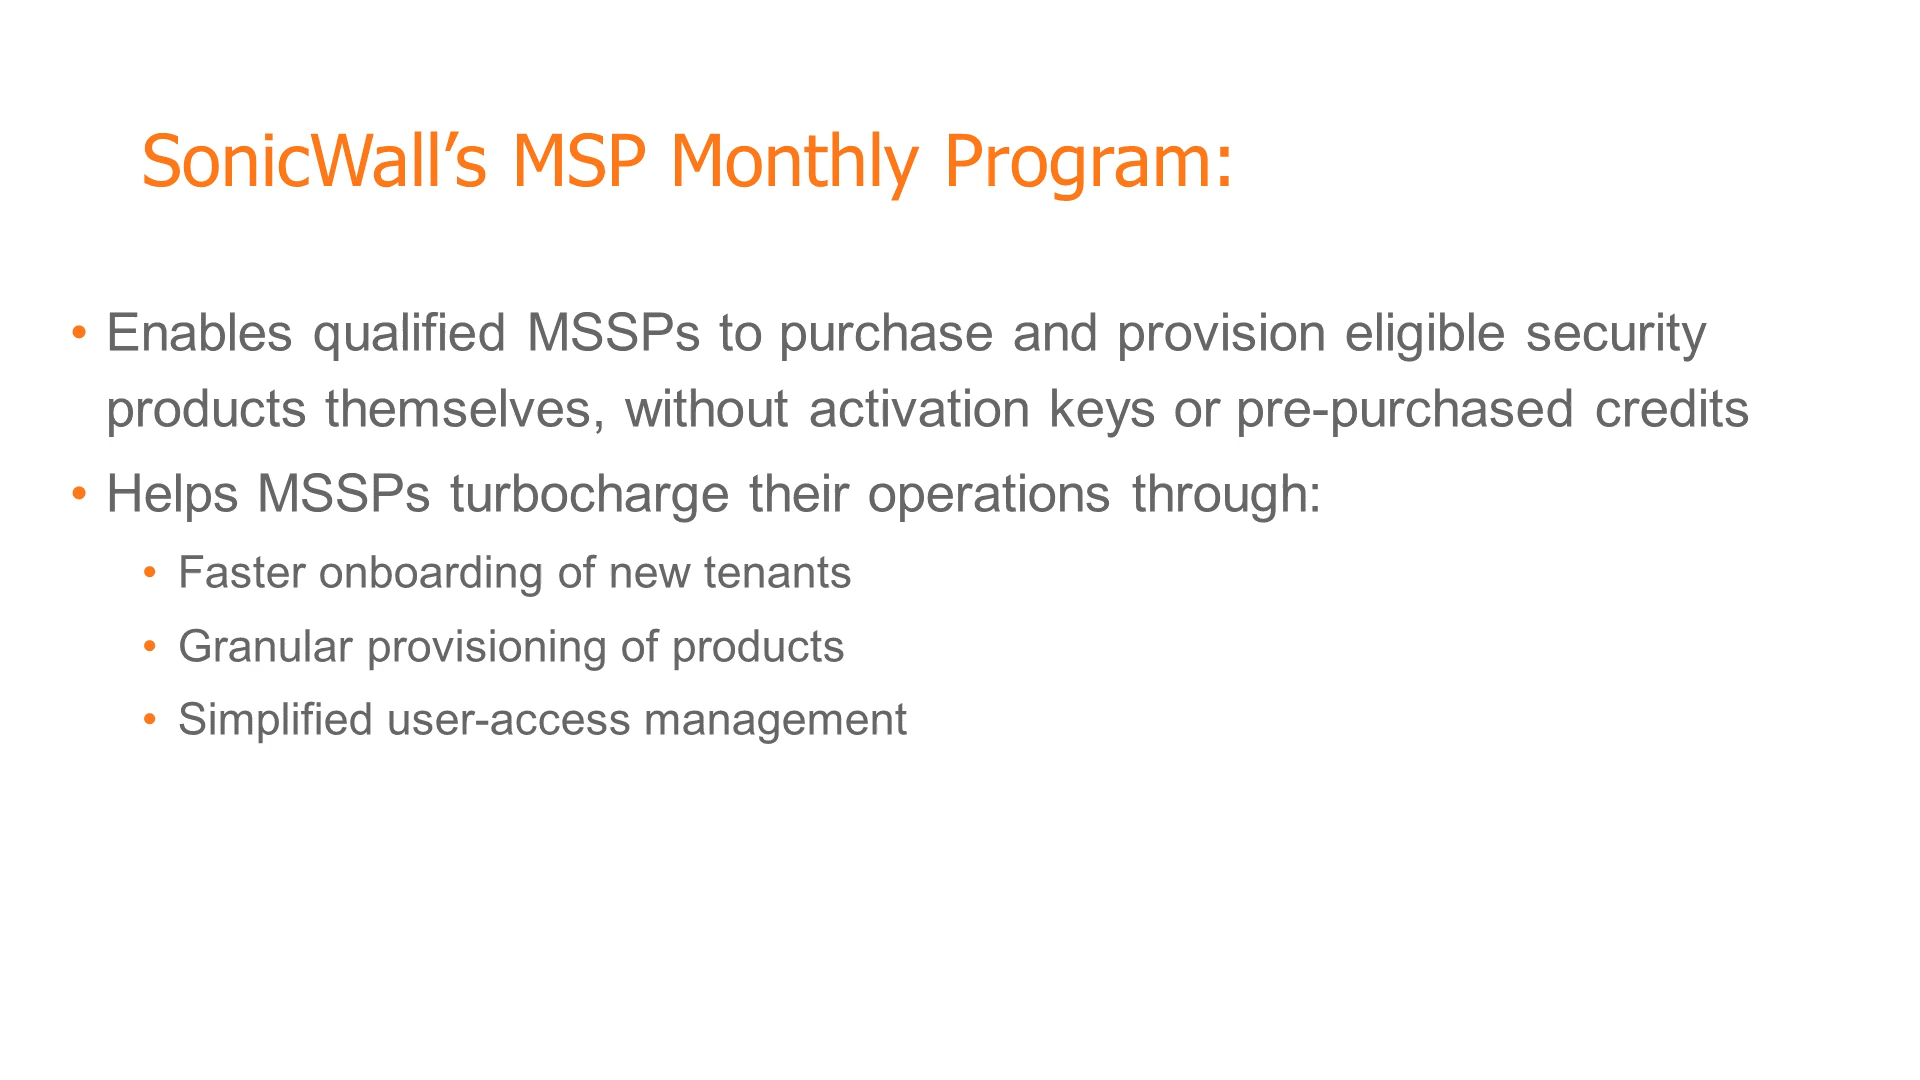 SonicWall’s MSP Monthly Program:
• Enables qualified MSSPs to purchase and provision eligible security
products themselves, without activation keys or pre-purchased credits
• Helps MSSPs turbocharge their operations through:
• Faster onboarding of new tenants
• Granular provisioning of products
• Simplified user-access management